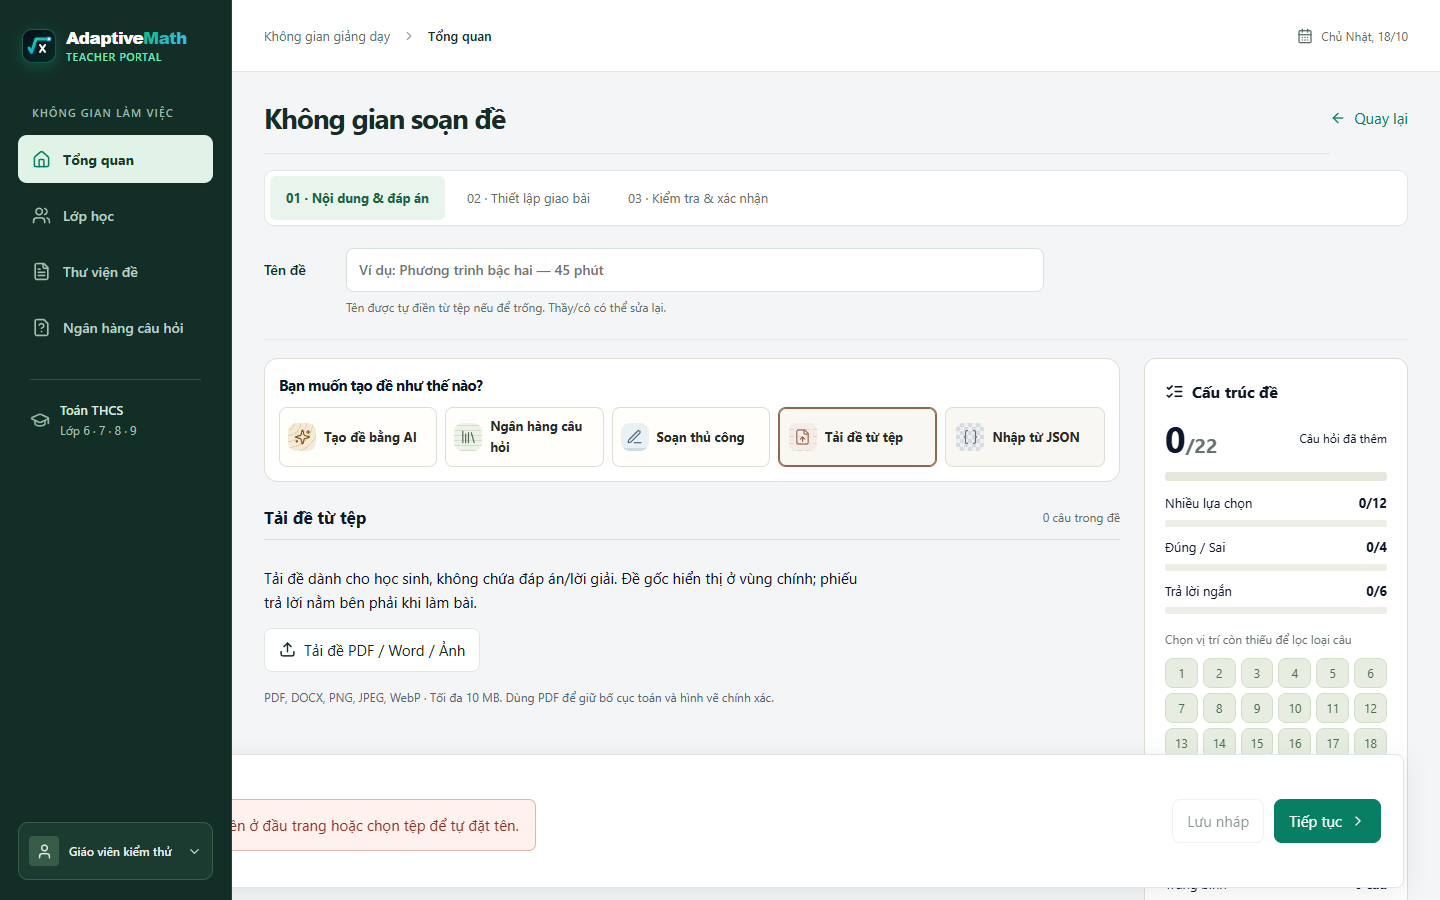 AdaptiveMath
TEACHER PORTAL
KHÔNG GIAN LÀM VIỆC
Tổng quan
Lớp học
Thư viện đề
Ngân hàng câu hỏi
Toán THCS
Lớp 6 · 7 · 8 · 9
Giáo viên kiểm thử
Không gian giảng dạy
Tổng quan
Chủ Nhật, 18/10
Không gian soạn đề
Quay lại
01 · Nội dung & đáp án
02 · Thiết lập giao bài
03 · Kiểm tra & xác nhận
Tên đề
Ví dụ: Phương trình bậc hai — 45 phút
Tên được tự điền từ tệp nếu để trống. Thầy/cô có thể sửa lại.
Bạn muốn tạo đề như thế nào?
Tạo đề bằng AI
Ngân hàng câu
hỏi
Soạn thủ công
Tải đề từ tệp
Nhập từ JSON
Tải đề từ tệp
0 câu trong đề
Tải đề dành cho học sinh, không chứa đáp án/lời giải. Đề gốc hiển thị ở vùng chính; phiếu
trả lời nằm bên phải khi làm bài.
Tải đề PDF / Word / Ảnh
PDF, DOCX, PNG, JPEG, WebP · Tối đa 10 MB. Dùng PDF để giữ bố cục toán và hình vẽ chính xác.
Cấu trúc đề
0/22
Câu hỏi đã thêm
Nhiều lựa chọn
0/12
Đúng / Sai
0/4
Trả lời ngắn
0/6
Chọn vị trí còn thiếu để lọc loại câu
1 2 3 4 5 6
7 8 9 10 11 12
13 14 15 16 17 18
ên ở đầu trang hoặc chọn tệp để tự đặt tên.
Lưu nháp
Tiếp tục